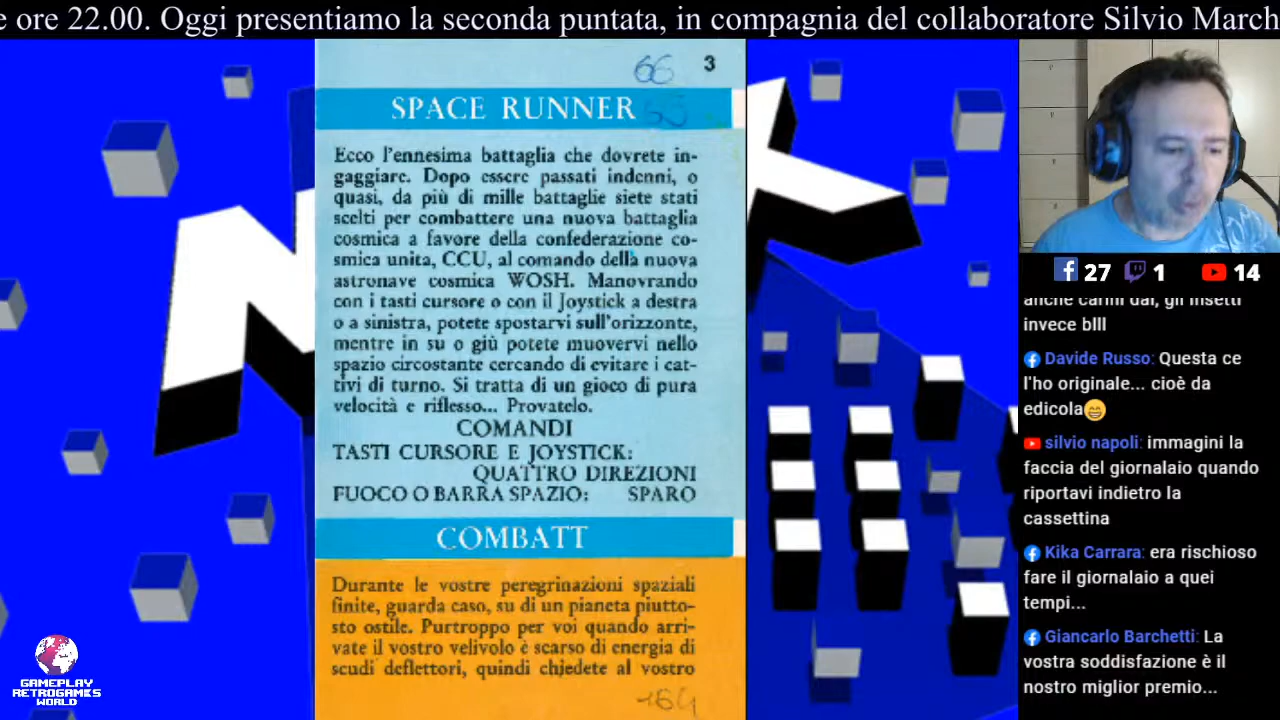 e ore 22.00. Oggi presentiamo la seconda puntata, in compagnia del collaboratore Silvio March
66
3
SPACE RUNNER
53
Ecco l'ennesima battaglia che dovrete in-
gaggiare. Dopo essere passati indenni, o
quasi, da più di mille battaglie siete stati
scelti per combattere una nuova battaglia
cosmica a favore della confederazione co-
smica unita, CCU, al comando della nuova
astronave cosmica WOSH. Manovrando
con i tasti cursore o con il Joystick a destra
o a sinistra, potete spostarvi sull'orizzonte,
mentre in su o giù potete muovervi nello
spazio circostante cercando di evitare i cat-
tivi di turno. Si tratta di un gioco di pura
velocità e riflesso... Provatelo.
COMANDI
TASTI CURSORE E JOYSTICK:
QUATTRO DIREZIONI
FUOCO O BARRA SPAZIO: SPARO
COMBATT
Durante le vostre peregrinazioni spaziali
finite, guarda caso, su di un pianeta piutto-
sto ostile. Purtroppo per voi quando arri-
vate il vostro velivolo è scarso di energia di
scudi deflettori, quindi chiedete al vostro
164
GAMEPLAY
RETROGAMES
WORLD
27 1 14
anche carini dai, gli insetti
invece blll
Davide Russo: Questa ce
l'ho originale... cioè da
edicola😄
silvio napoli: immagini la
faccia del giornalaio quando
riportavi indietro la
cassettina
Kika Carrara: era rischioso
fare il giornalaio a quei
tempi...
Giancarlo Barchetti: La
vostra soddisfazione è il
nostro miglior premio...